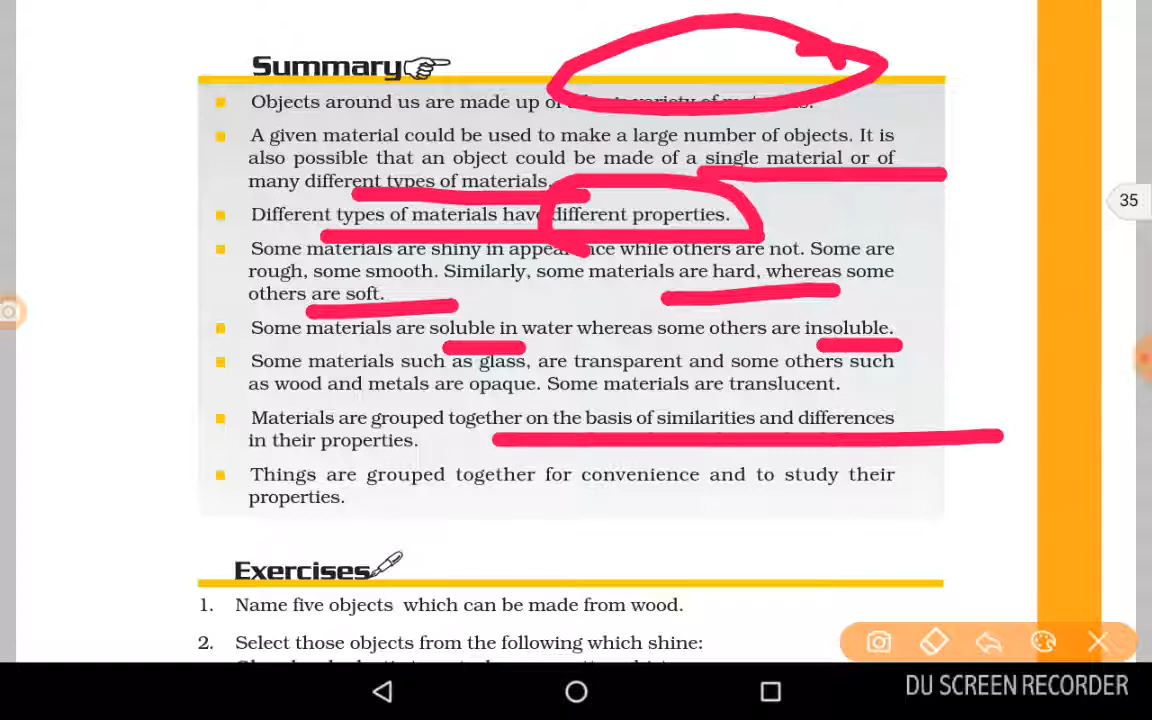 Summary
Objects around us are made up of a large variety of materials.
A given material could be used to make a large number of objects. It is
also possible that an object could be made of a single material or of
many different types of materials.
Different types of materials have different properties.
Some materials are shiny in appearance while others are not. Some are
rough, some smooth. Similarly, some materials are hard, whereas some
others are soft.
Some materials are soluble in water whereas some others are insoluble.
Some materials such as glass, are transparent and some others such
as wood and metals are opaque. Some materials are translucent.
Materials are grouped together on the basis of similarities and differences
in their properties.
Things are grouped together for convenience and to study their
properties.
35
Exercises
1. Name five objects which can be made from wood.
2. Select those objects from the following which shine:
DU SCREEN RECORDER